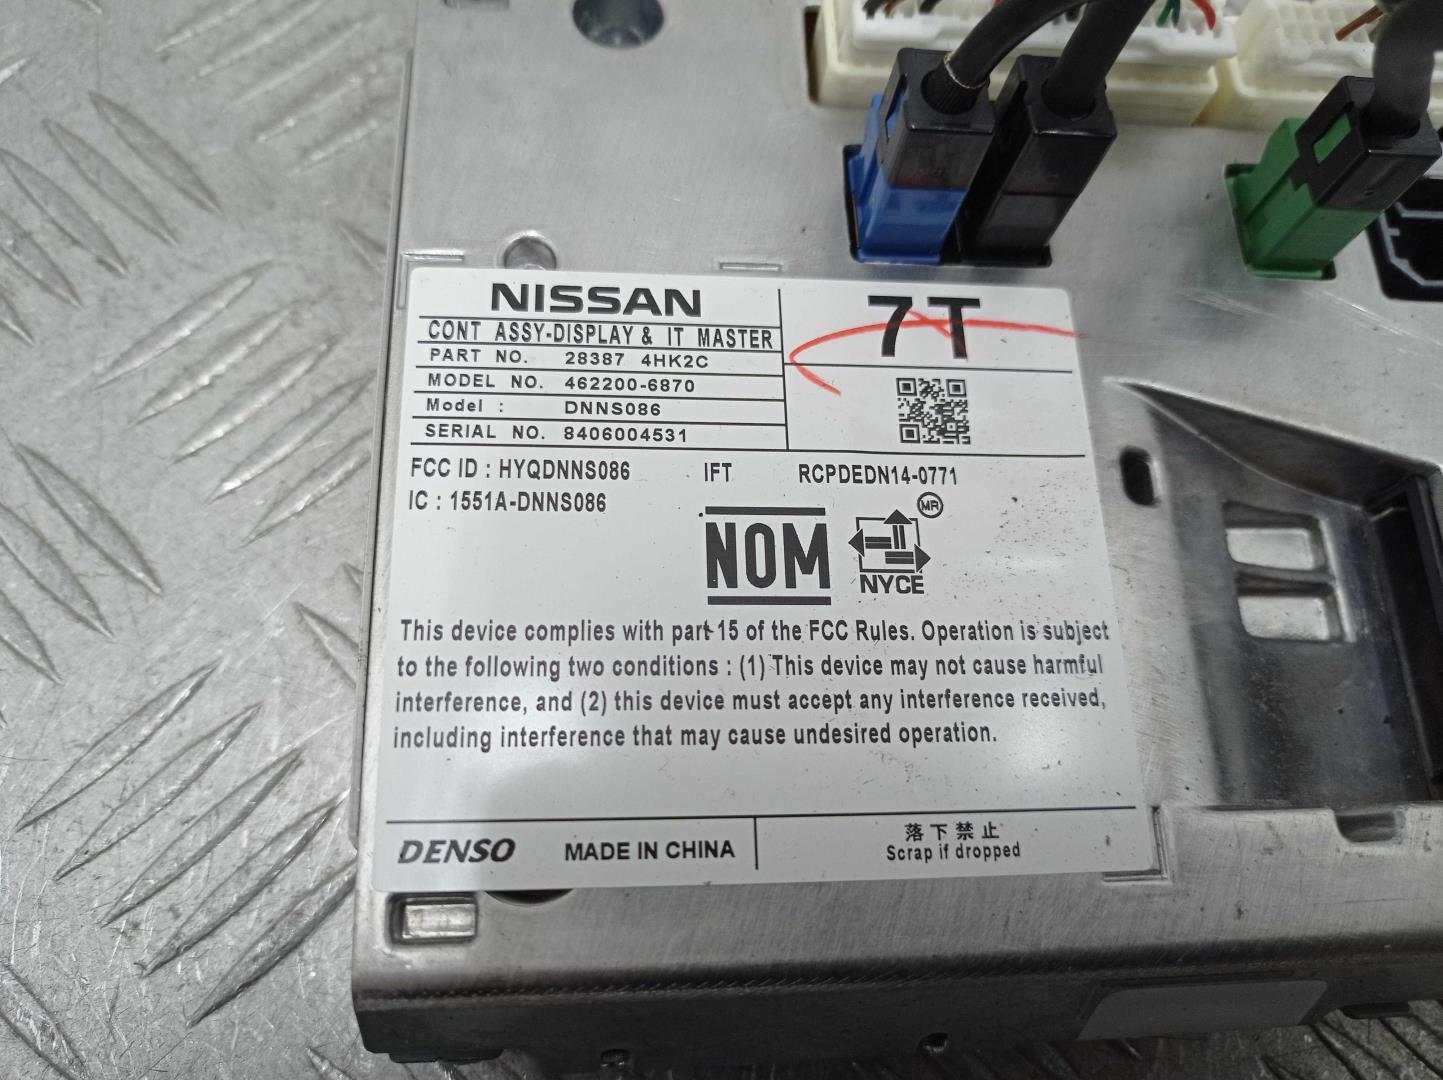 NISSAN
7T
CONT ASSY-DISPLAY & IT MASTER
PART NO. 28387 4HK2C
MODEL NO. 462200-6870
Model : DNNS086
SERIAL NO. 8406004531
FCC ID : HYQDNNS086 IFT RCPDEDN14-0771
IC : 1551A-DNNS086
NOM
MR
NYCE
This device complies with part 15 of the FCC Rules. Operation is subject
to the following two conditions : (1) This device may not cause harmful
interference, and (2) this device must accept any interference received,
including interference that may cause undesired operation.
DENSO MADE IN CHINA
落下禁止
Scrap if dropped